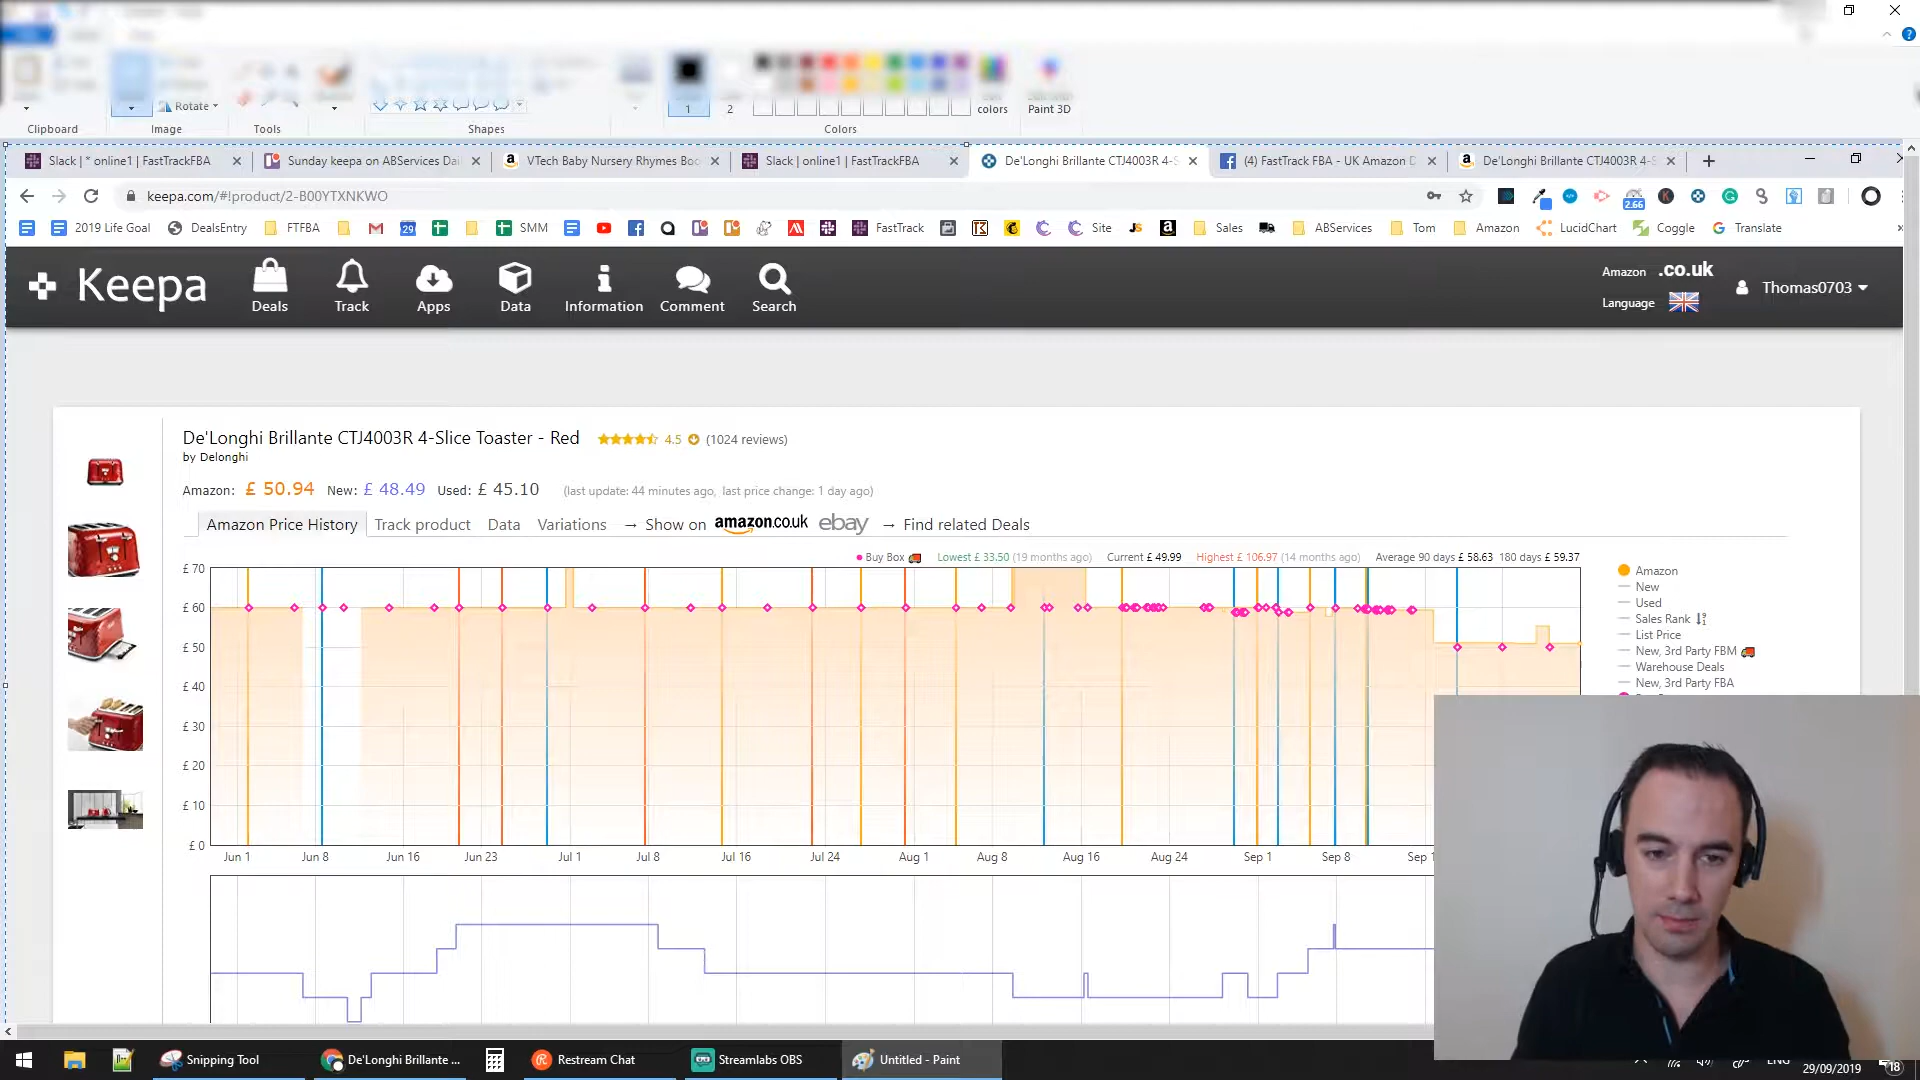 Rotate
1
2
colors
Paint 3D
Clipboard
Image
Tools
Shapes
Colors
Slack | * online1 | FastTrackFBA
Sunday keepa on ABServices Dai
VTech Baby Nursery Rhymes Boo
Slack | online1 | FastTrackFBA
De'Longhi Brillante CTJ4003R 4-S
(4) FastTrack FBA - UK Amazon D
De'Longhi Brillante CTJ4003R 4-S
keepa.com/#!product/2-B00YTXNKWO
2.66
2019 Life Goal
DealsEntry
FTFBA
SMM
FastTrack
Site
Sales
ABServices
Tom
Amazon
LucidChart
Coggle
Translate
Keepa
Deals
Track
Apps
Data
Information
Comment
Search
Amazon .co.uk
Language
Thomas0703
De'Longhi Brillante CTJ4003R 4-Slice Toaster - Red 4.5 (1024 reviews)
by Delonghi
Amazon: £ 50.94 New: £ 48.49 Used: £ 45.10 (last update: 44 minutes ago, last price change: 1 day ago)
Amazon Price History Track product Data Variations → Show on amazon.co.uk ebay → Find related Deals
Buy Box Lowest £ 33.50 (19 months ago) Current £ 49.99 Highest £ 106.97 (14 months ago) Average 90 days £ 58.63 180 days £ 59.37
£ 70
£ 60
£ 50
£ 40
£ 30
£ 20
£ 10
£ 0
Jun 1 Jun 8 Jun 16 Jun 23 Jul 1 Jul 8 Jul 16 Jul 24 Aug 1 Aug 8 Aug 16 Aug 24 Sep 1 Sep 8 Sep 1
Amazon
New
Used
Sales Rank
List Price
New, 3rd Party FBM
Warehouse Deals
New, 3rd Party FBA
Snipping Tool
De'Longhi Brillante ...
Restream Chat
Streamlabs OBS
Untitled - Paint
ENG
29/09/2019
18